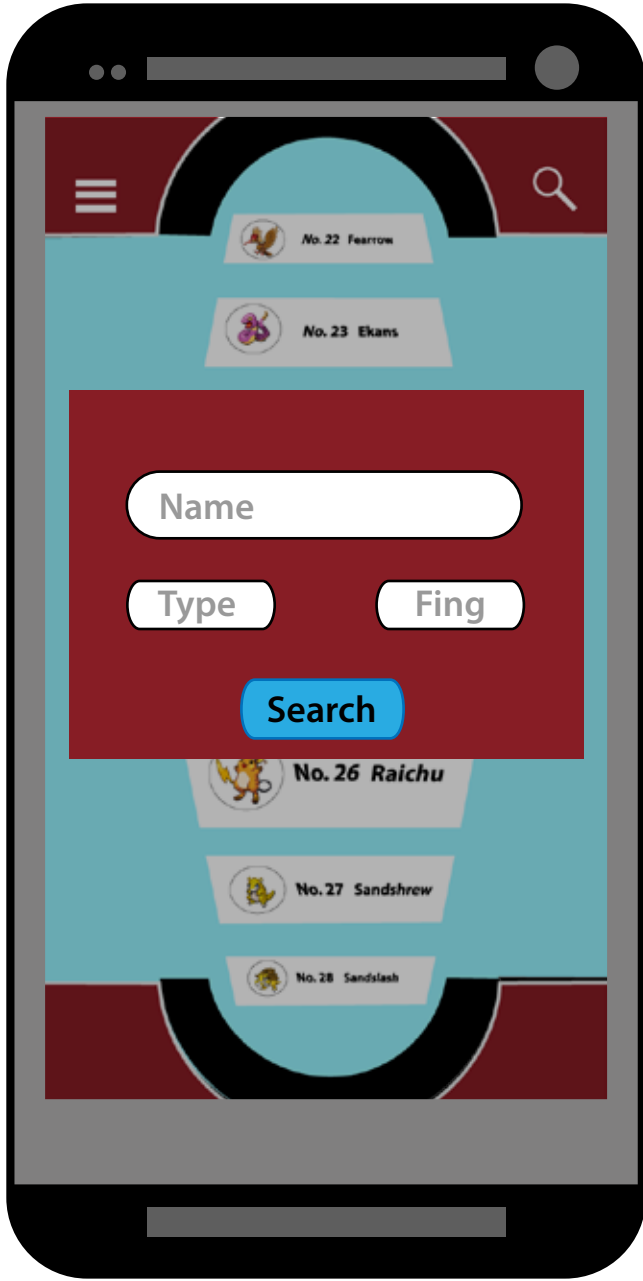 No. 22 Fearrow
No. 23 Ekans
Name
Type Fing
Search
No. 26 Raichu
No. 27 Sandshrew
No. 28 Sandslash